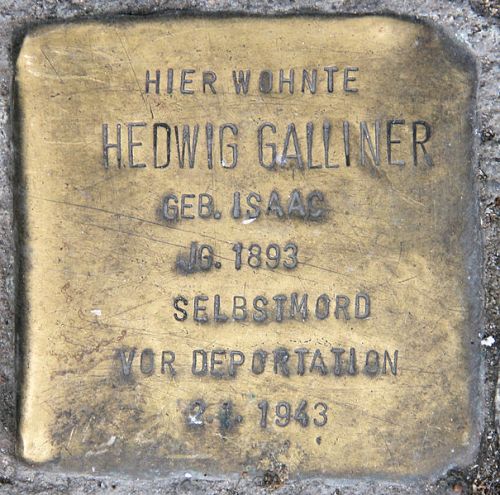 HIER WOHNTE
HEDWIG GALLINER
GEB. ISAAC
JG. 1893
SELBSTMORD
VOR DEPORTATION
2.1. 1943